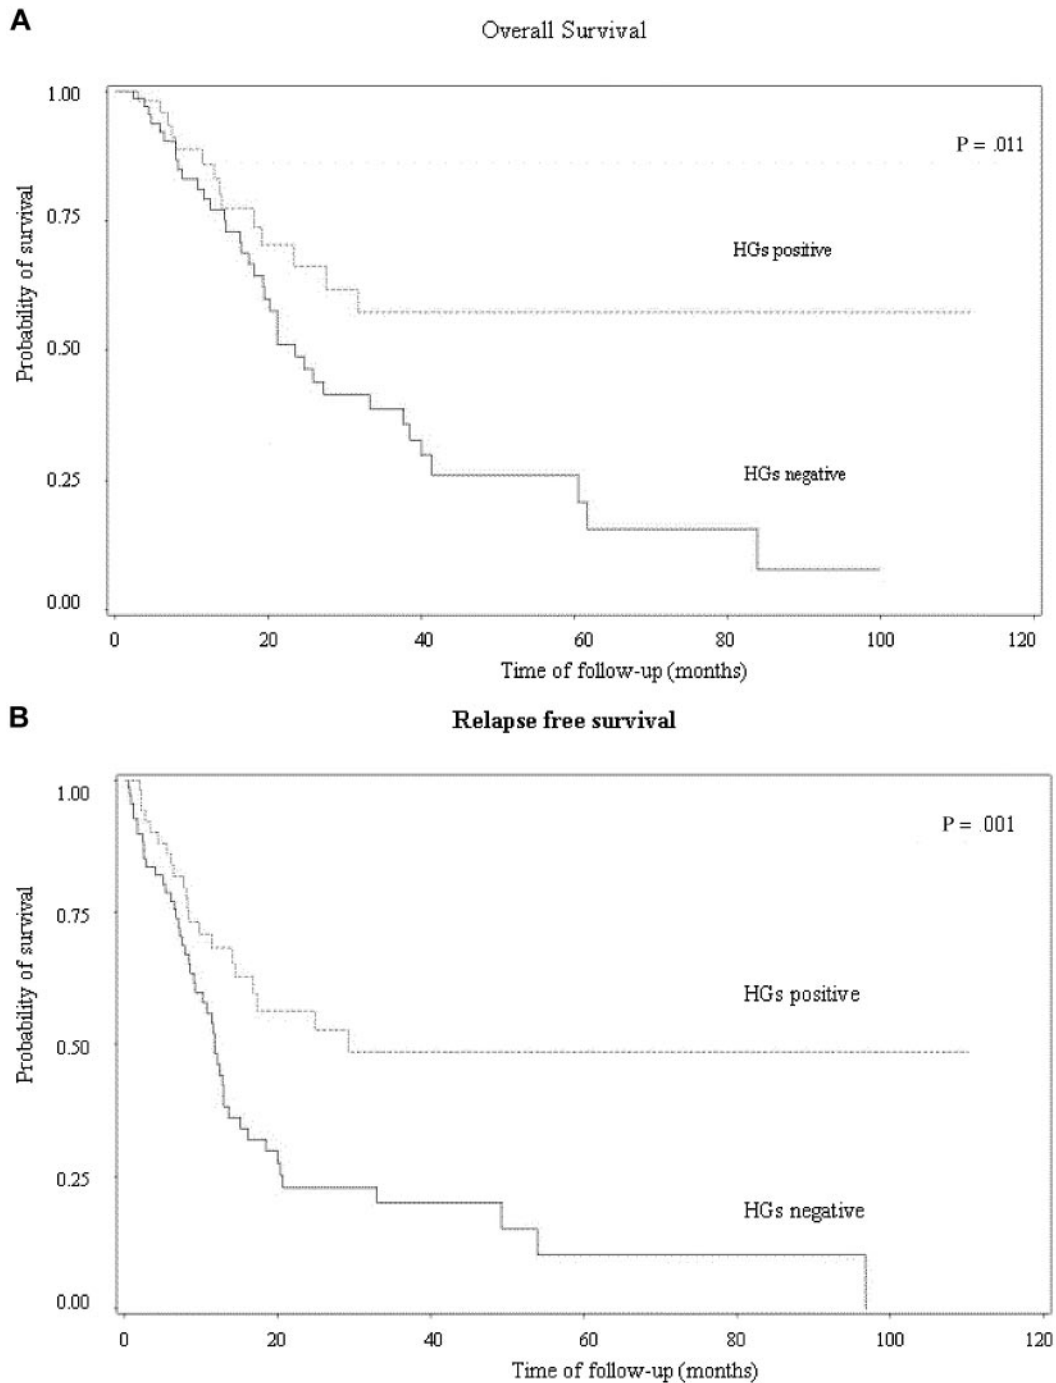 A
Overall Survival
1.00
P = .011
0.75
HGs positive
Probability of survival
0.50
0.25
HGs negative
0.00
0 20 40 60 80 100 120
Time of follow-up (months)
B
Relapse free survival
1.00
P = .001
0.75
HGs positive
Probability of survival
0.50
0.25
HGs negative
0.00
0 20 40 60 80 100 120
Time of follow-up (months)